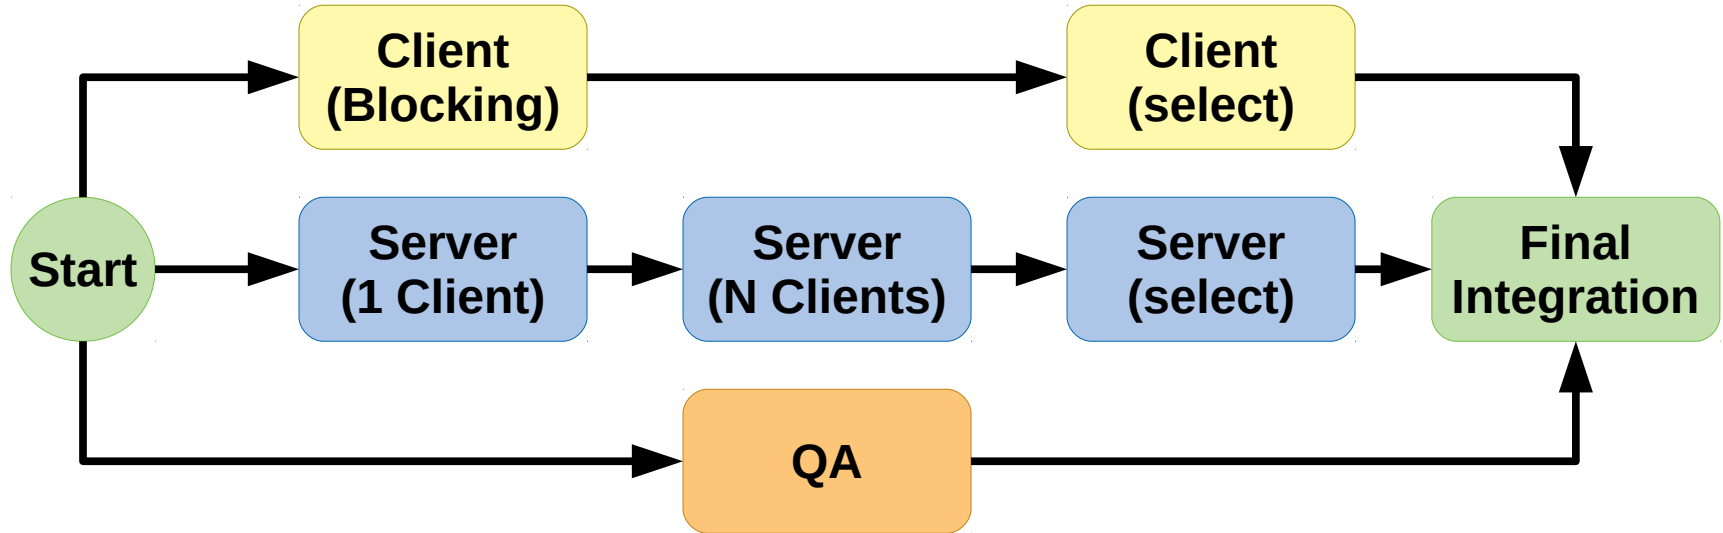 Client
(Blocking)
Client
(select)
Start
Server
(1 Client)
Server
(N Clients)
Server
(select)
Final
Integration
QA